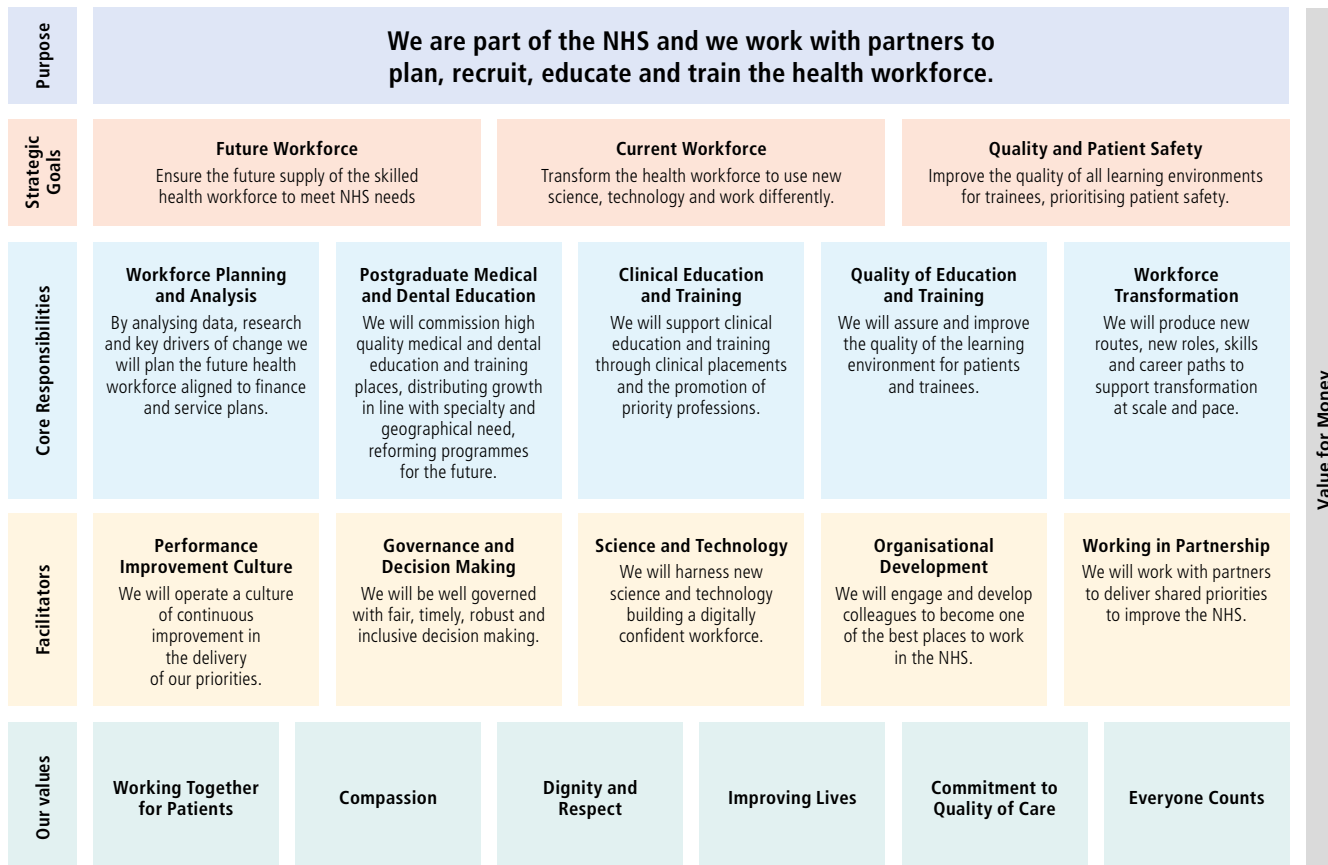 Purpose
We are part of the NHS and we work with partners to
plan, recruit, educate and train the health workforce.
Strategic
Goals
Future Workforce
Ensure the future supply of the skilled
health workforce to meet NHS needs
Current Workforce
Transform the health workforce to use new
science, technology and work differently.
Quality and Patient Safety
Improve the quality of all learning environments
for trainees, prioritising patient safety.
Core Responsibilities
Workforce Planning
and Analysis
By analysing data, research
and key drivers of change we
will plan the future health
workforce aligned to finance
and service plans.
Postgraduate Medical
and Dental Education
We will commission high
quality medical and dental
education and training
places, distributing growth
in line with specialty and
geographical need,
reforming programmes
for the future.
Clinical Education
and Training
We will support clinical
education and training
through clinical placements
and the promotion of
priority professions.
Quality of Education
and Training
We will assure and improve
the quality of the learning
environment for patients
and trainees.
Workforce
Transformation
We will produce new
routes, new roles, skills
and career paths to
support transformation
at scale and pace.
Facilitators
Performance
Improvement Culture
We will operate a culture
of continuous
improvement in
the delivery
of our priorities.
Governance and
Decision Making
We will be well governed
with fair, timely, robust and
inclusive decision making.
Science and Technology
We will harness new
science and technology
building a digitally
confident workforce.
Organisational
Development
We will engage and develop
colleagues to become one
of the best places to work
in the NHS.
Working in Partnership
We will work with partners
to deliver shared priorities
to improve the NHS.
Our values
Working Together
for Patients
Compassion
Dignity and
Respect
Improving Lives
Commitment to
Quality of Care
Everyone Counts
Value for Money